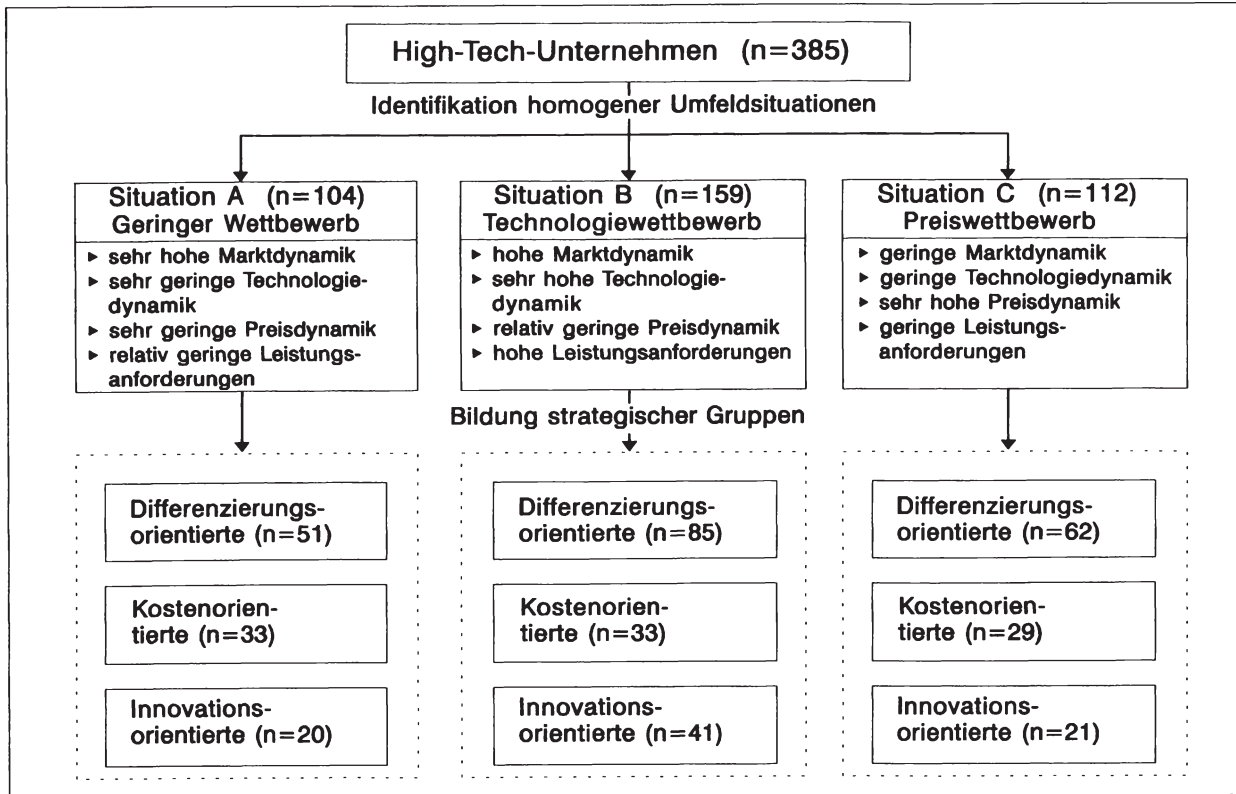 High-Tech-Unternehmen (n=385)
Identifikation homogener Umfeldsituationen
Situation A (n=104)
Geringer Wettbewerb
▸ sehr hohe Marktdynamik
▸ sehr geringe Technologie-
dynamik
▸ sehr geringe Preisdynamik
▸ relativ geringe Leistungs-
anforderungen
Situation B (n=159)
Technologiewettbewerb
▸ hohe Marktdynamik
▸ sehr hohe Technologie-
dynamik
▸ relativ geringe Preisdynamik
▸ hohe Leistungsanforderungen
Situation C (n=112)
Preiswettbewerb
▸ geringe Marktdynamik
▸ geringe Technologiedynamik
▸ sehr hohe Preisdynamik
▸ geringe Leistungs-
anforderungen
Bildung strategischer Gruppen
Differenzierungs-
orientierte (n=51)
Kostenorien-
tierte (n=33)
Innovations-
orientierte (n=20)
Differenzierungs-
orientierte (n=85)
Kostenorien-
tierte (n=33)
Innovations-
orientierte (n=41)
Differenzierungs-
orientierte (n=62)
Kostenorien-
tierte (n=29)
Innovations-
orientierte (n=21)